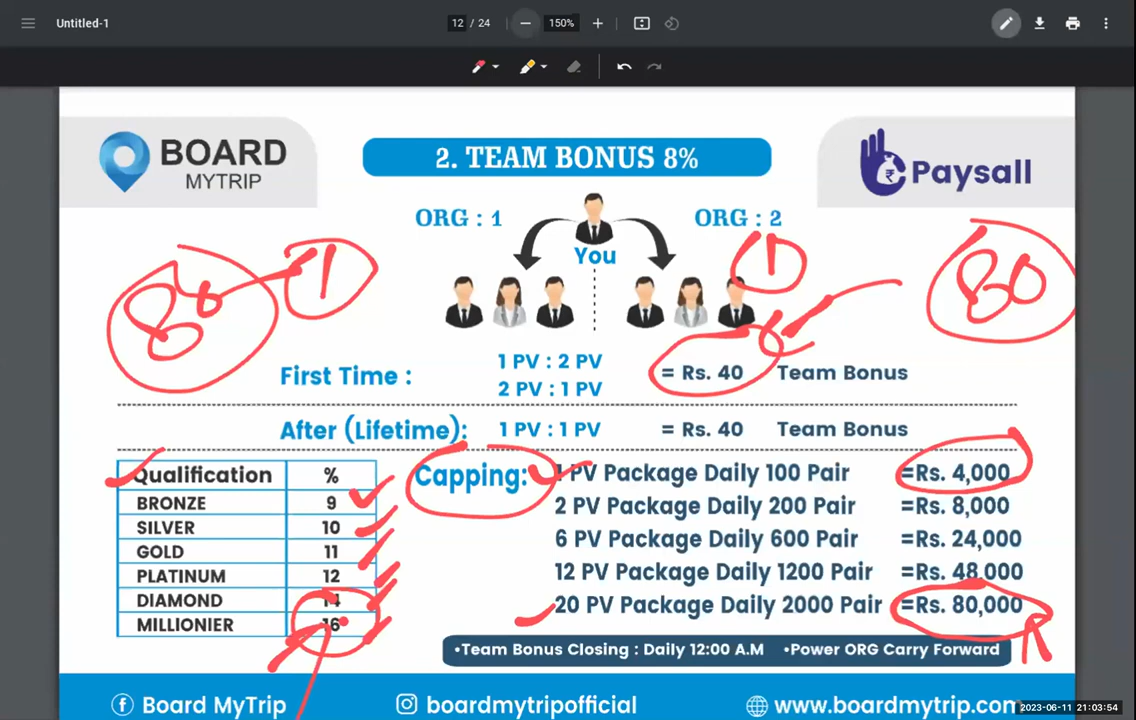 Untitled-1
12 / 24
150%
BOARD
MYTRIP
2. TEAM BONUS 8%
Paysall
ORG : 1
ORG : 2
You
1
1
80
80
First Time :
1 PV : 2 PV
2 PV : 1 PV
= Rs. 40 Team Bonus
After (Lifetime): 1 PV : 1 PV = Rs. 40 Team Bonus
Qualification %
BRONZE 9
SILVER 10
GOLD 11
PLATINUM 12
DIAMOND 14
MILLIONIER 16
Capping: 1 PV Package Daily 100 Pair =Rs. 4,000
2 PV Package Daily 200 Pair =Rs. 8,000
6 PV Package Daily 600 Pair =Rs. 24,000
12 PV Package Daily 1200 Pair =Rs. 48,000
20 PV Package Daily 2000 Pair =Rs. 80,000
•Team Bonus Closing : Daily 12:00 A.M •Power ORG Carry Forward
Board MyTrip
boardmytripofficial
www.boardmytrip.com
2023-06-11 21:03:54